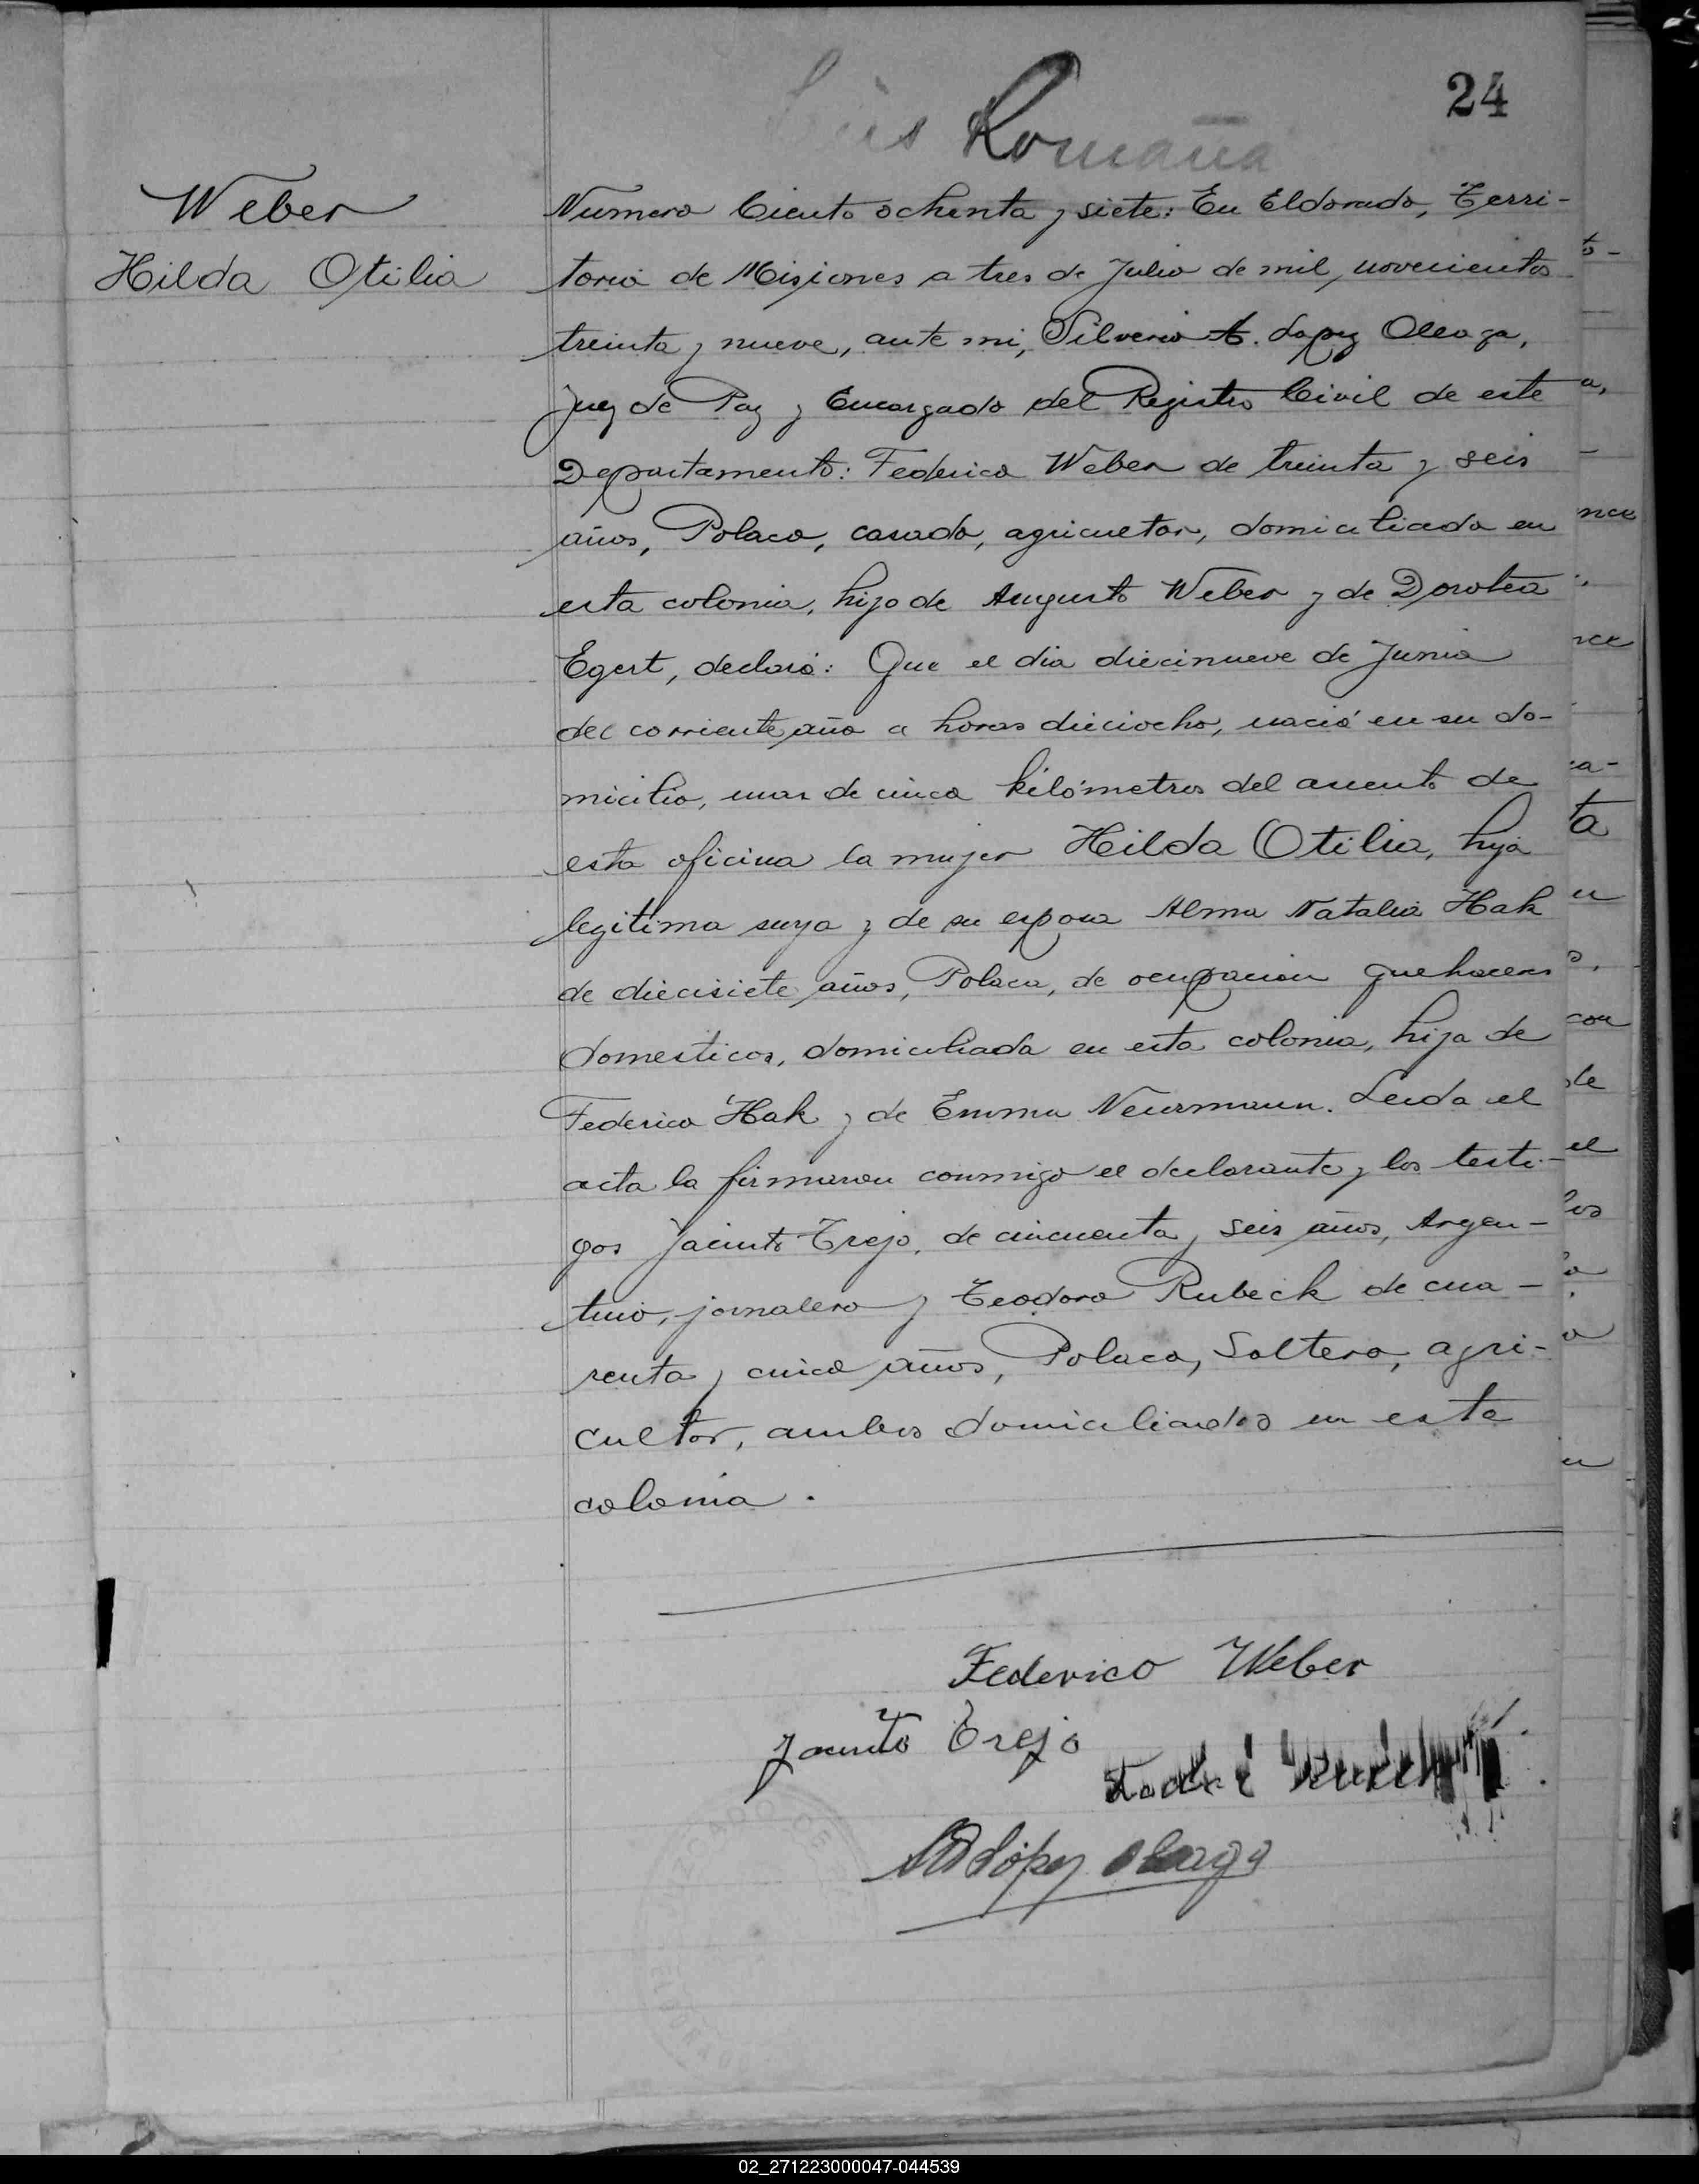 24
Luis Romaña
Weber
Hilda Otilia
Numero Ciento ochenta y siete: En Eldorado, Terri-
torio de Misiones a tres de Julio de mil novecientos
treinta y nueve, ante mi, Silverio A. Lopez Oleaga,
Juez de Paz y Encargado del Registro Civil de este
Departamento: Federico Weber de treinta y seis
años, Polaco, casado, agricultor, domiciliado en
esta colonia, hijo de Augusto Weber y de Dorotea
Egert, declaró: Que el dia diecinueve de Junio
del corriente año a horas dieciocho, nació en su do-
micilio, mas de cinco kilómetros del asiento de
esta oficina la mujer Hilda Otilia, hija
legitima suya y de su esposa Alma Natalia Hak
de diecisiete años, Polaca, de ocupacion quehaceres
domesticos, domiciliada en esta colonia, hija de
Federico Hak y de Emma Neurmann. Leida el
acta la firmaron conmigo el declarante y los testi-
gos Jacinto Trejo, de cincuenta y seis años, Argen-
tino, jornalero y Teodoro Rubeck de cua-
renta y cinco años, Polaco, Soltero, agri-
cultor, ambos domiciliados en esta
colonia.
Federico Weber
Jacinto Trejo
López Oleaga
02_271223000047-044539